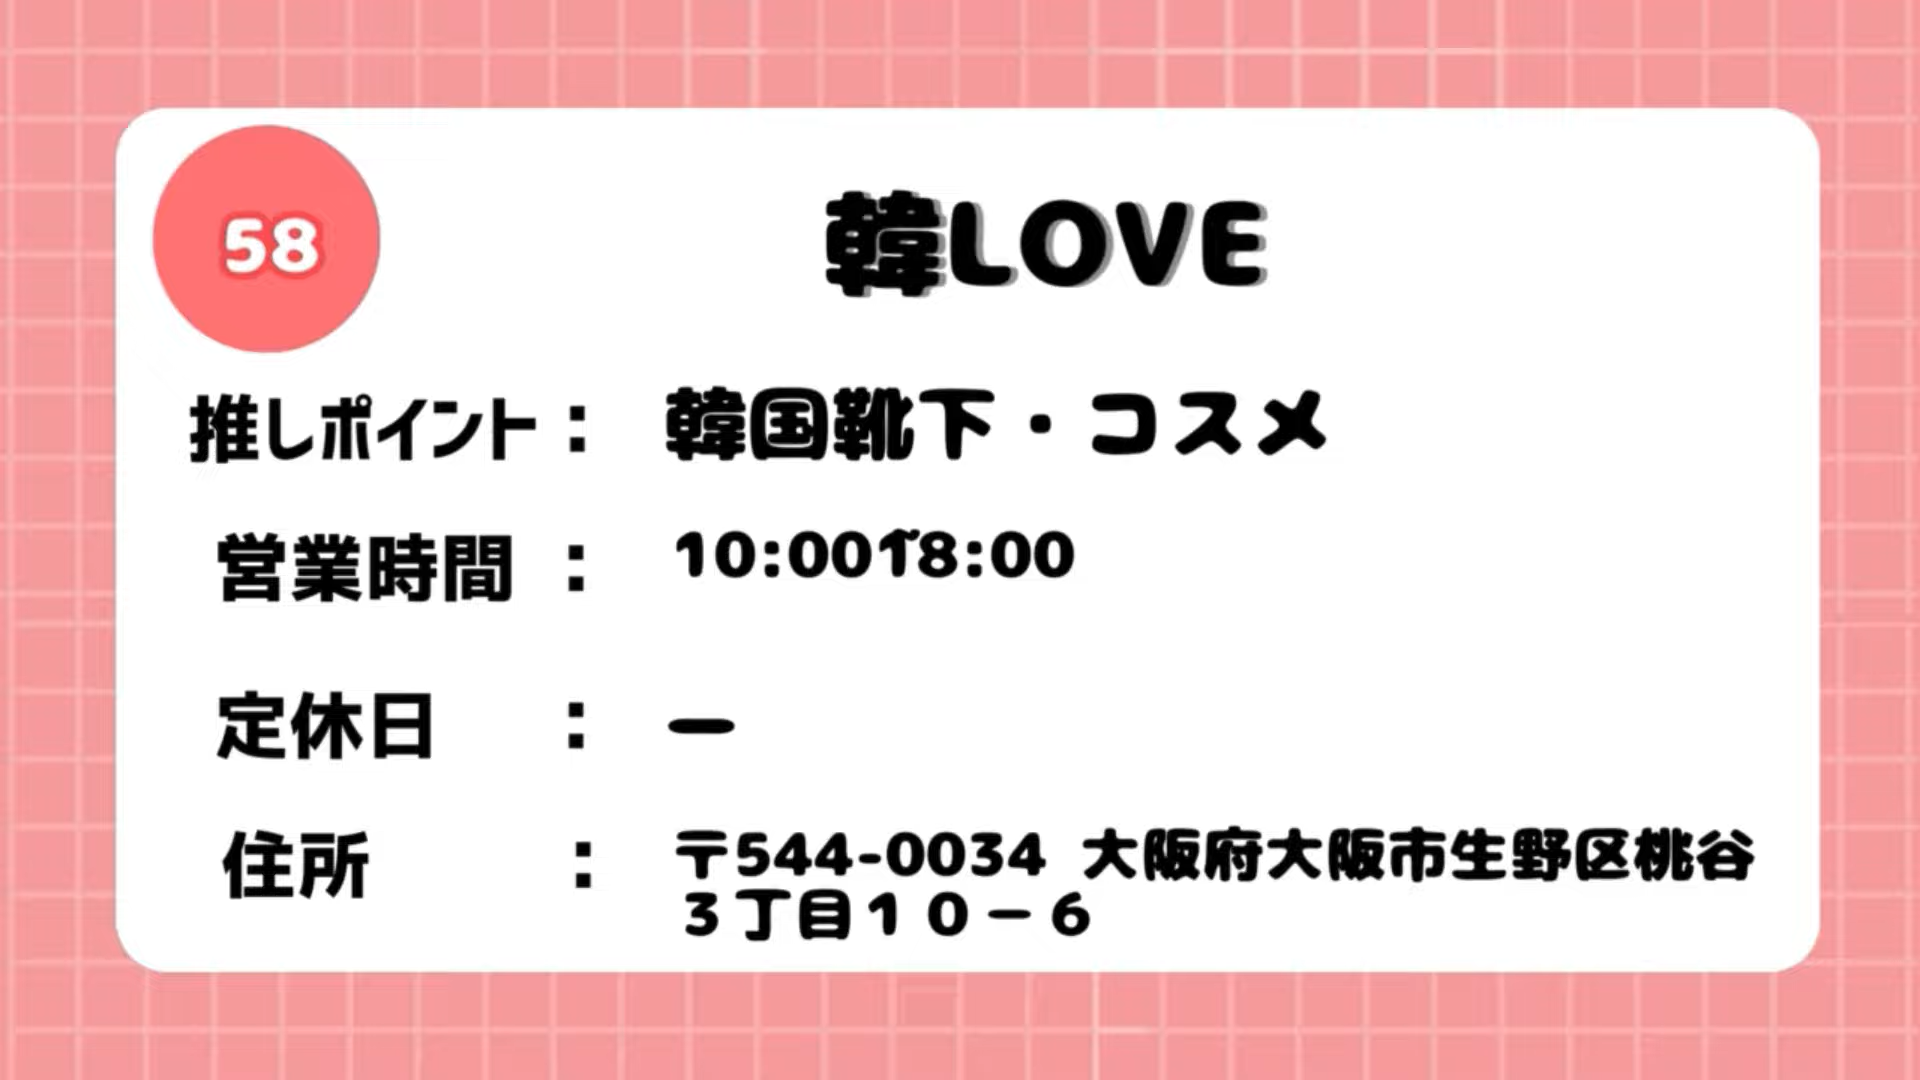 58
韓LOVE
推しポイント : 韓国靴下・コスメ
営業時間 : 10:00~18:00
定休日 : ー
住所 : 〒544-0034 大阪府大阪市生野区桃谷
３丁目１０－６